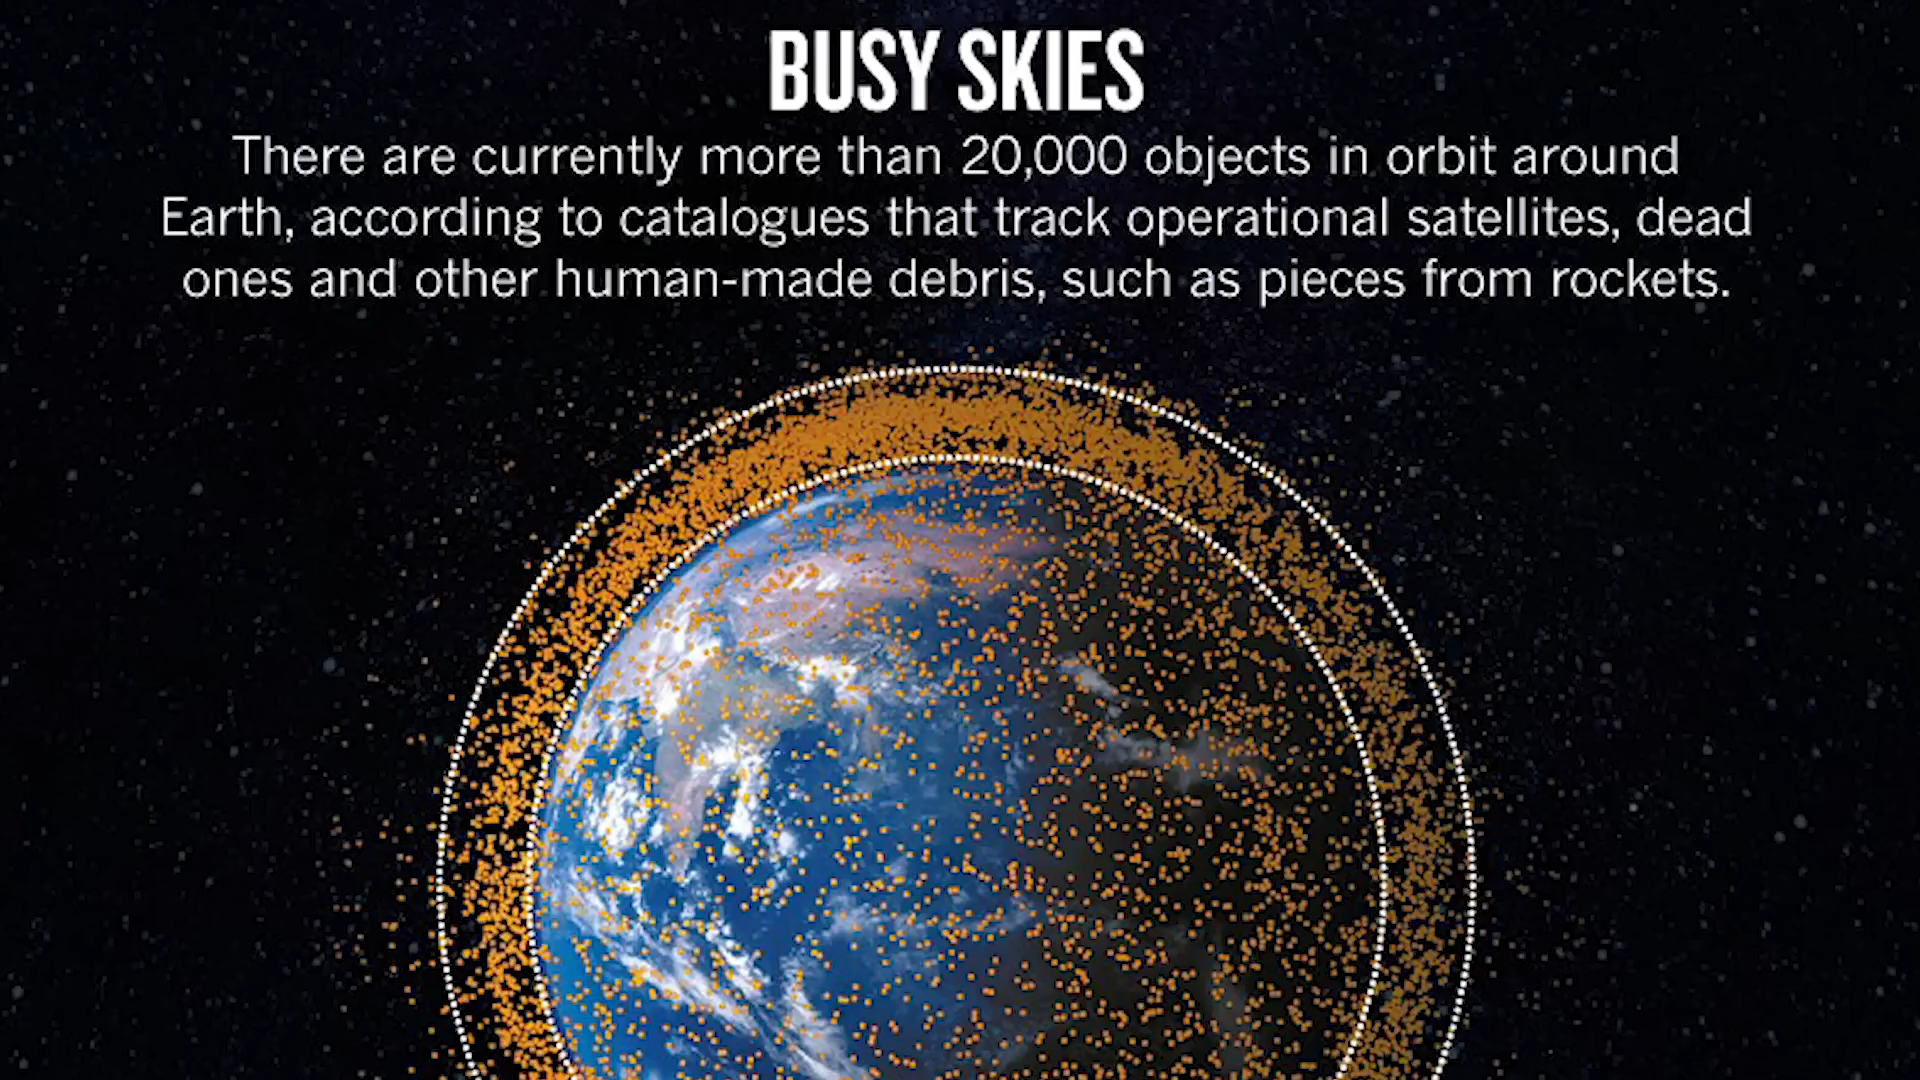 BUSY SKIES
There are currently more than 20,000 objects in orbit around
Earth, according to catalogues that track operational satellites, dead
ones and other human-made debris, such as pieces from rockets.